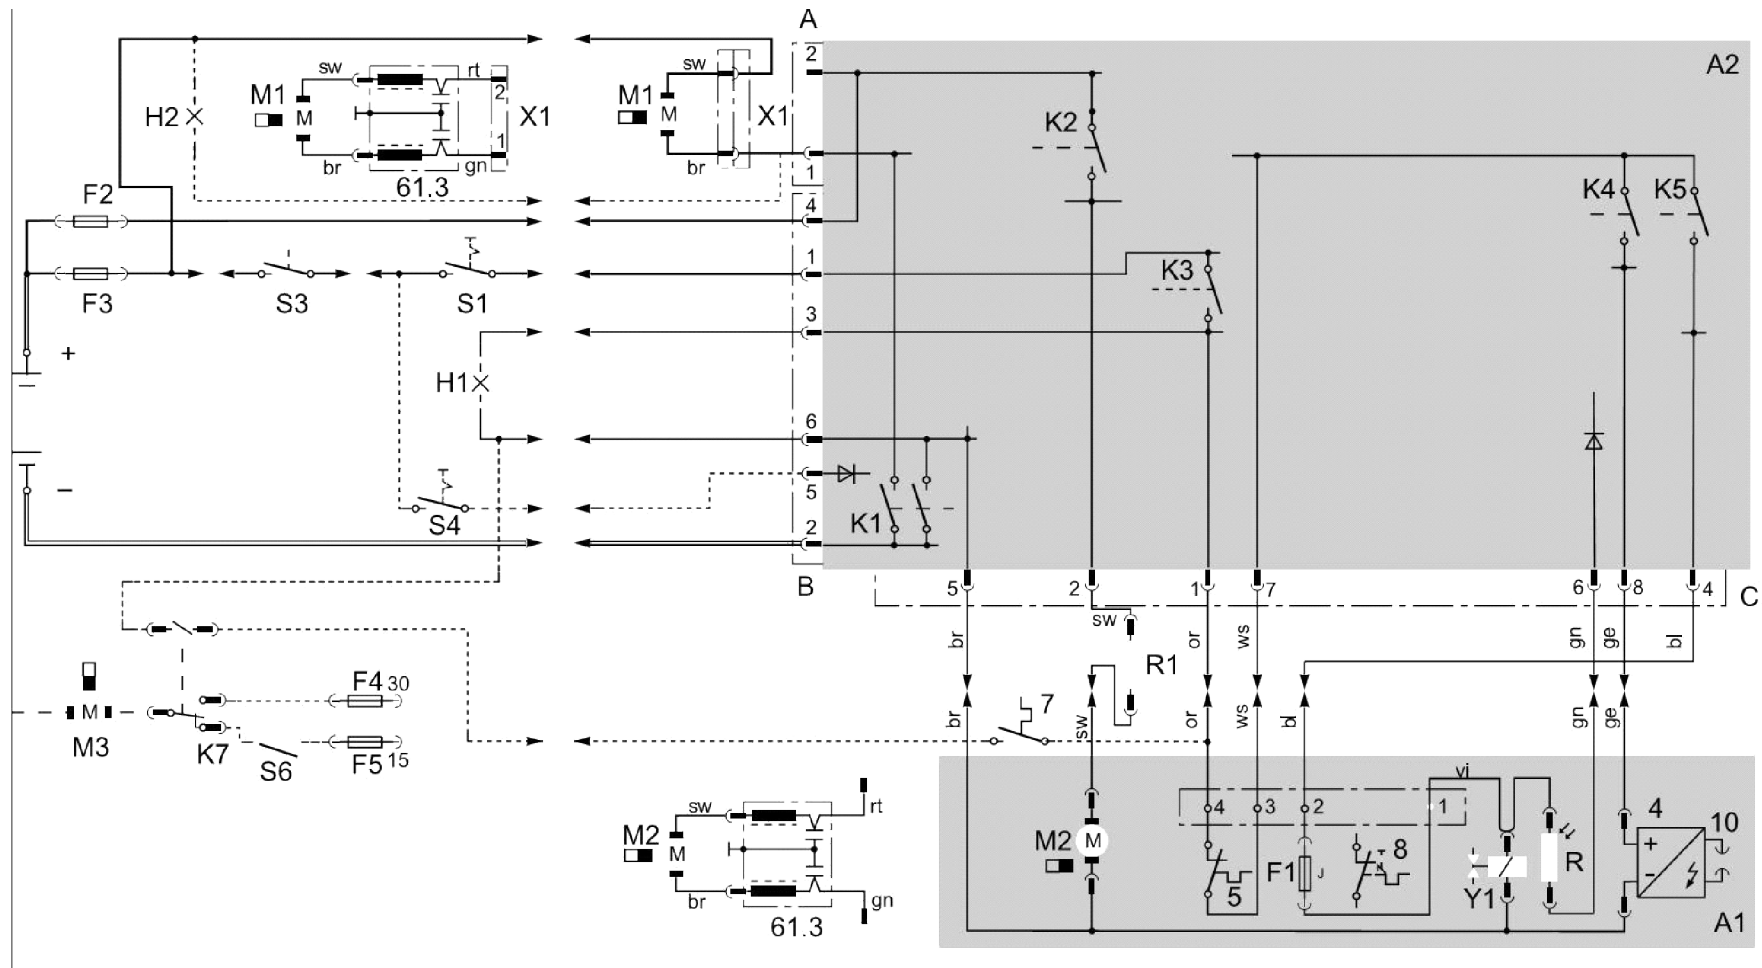 A
A2
sw
rt
2
M1
M
X1
1
br
gn
61.3
sw
M1
M
X1
br
2
1
H2
K2
F2
4
K4
K5
F3
S3
S1
1
K3
3
+
H1
6
–
S4
5
K1
2
B
5
2
1
7
6
8
4
C
br
sw
or
ws
gn
ge
bl
R1
F4 30
M
M3
K7
S6
F5 15
7
br
sw
or
ws
bl
gn
ge
vi
sw
rt
M2
M
br
gn
61.3
M2
M
4
3
2
1
5
F1
J
8
Y1
R
4
10
+
-
A1